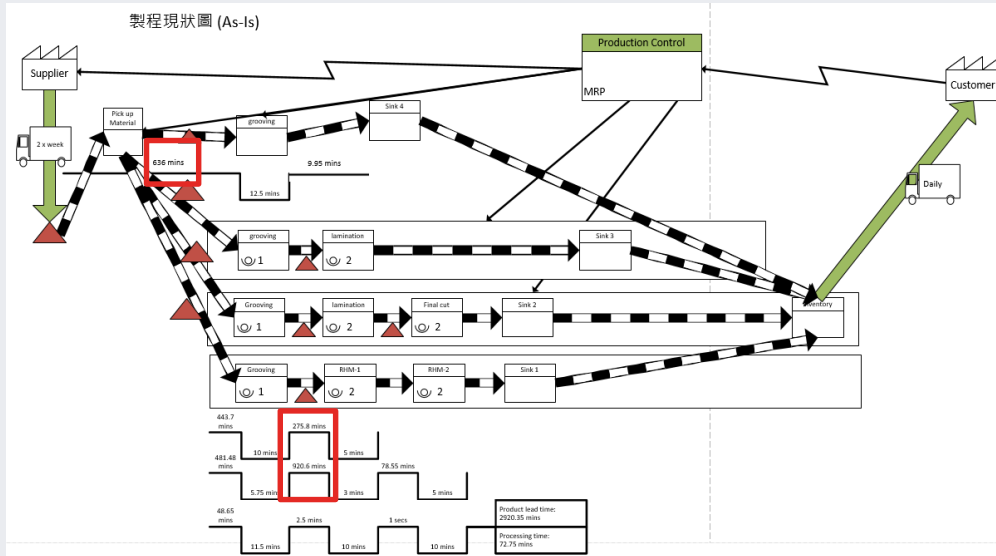 製程現狀圖 (As-Is)
Production Control
MRP
Supplier
Customer
2 x week
Daily
Pick up
Material
grooving
Sink 4
636 mins
9.95 mins
12.5 mins
grooving
1
lamination
2
Sink 3
Grooving
1
lamination
2
Final cut
2
Sink 2
Grooving
1
RHM-1
2
RHM-2
2
Sink 1
443.7
mins
275.8 mins
10 mins
5 mins
481.48
mins
920.6 mins
78.55 mins
5.75 mins
3 mins
5 mins
48.65
mins
2.5 mins
1 secs
11.5 mins
10 mins
10 mins
Product lead time:
2920.35 mins
Processing time:
72.75 mins